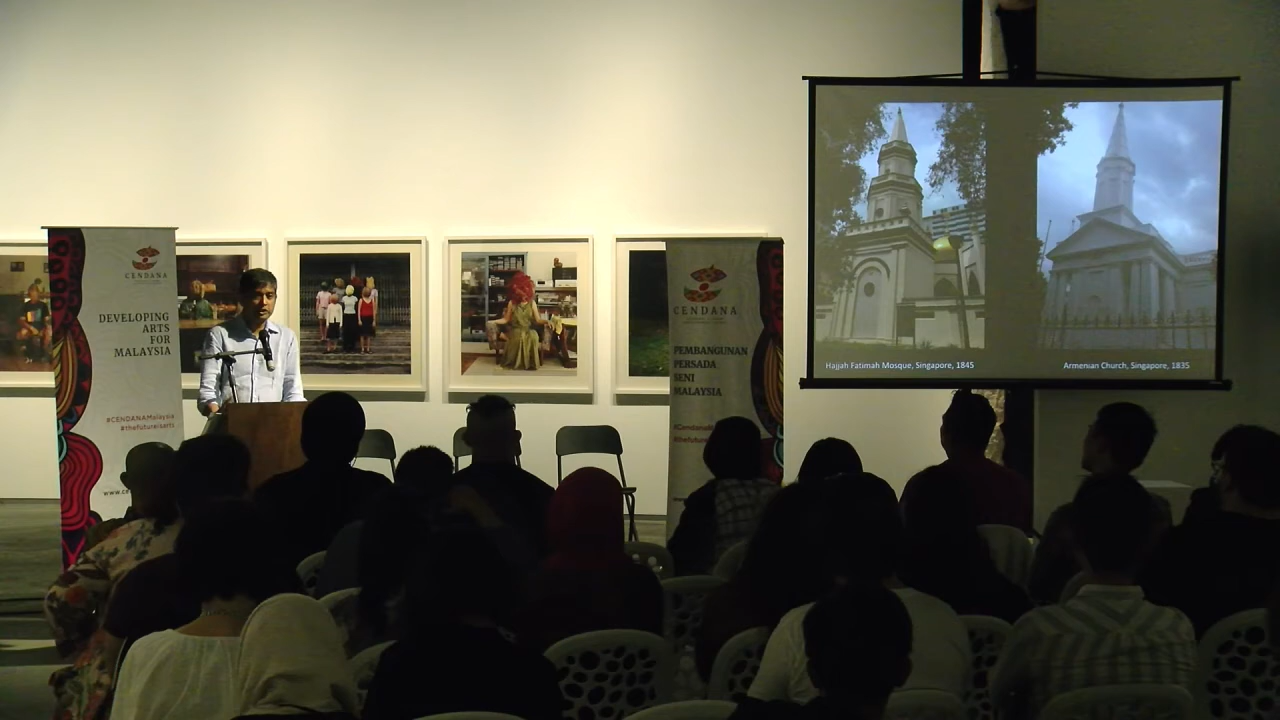 CENDANA
DEVELOPING
ARTS
FOR
MALAYSIA
#CENDANAMalaysia
#thefutureisarts
CENDANA
PEMBANGUNAN
PERSADA
SENI
MALAYSIA
Hajjah Fatimah Mosque, Singapore, 1845
Armenian Church, Singapore, 1835